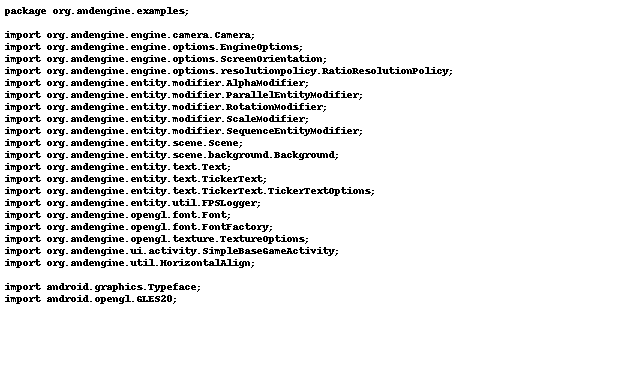 package org.andengine.examples;

import org.andengine.engine.camera.Camera;
import org.andengine.engine.options.EngineOptions;
import org.andengine.engine.options.ScreenOrientation;
import org.andengine.engine.options.resolutionpolicy.RatioResolutionPolicy;
import org.andengine.entity.modifier.AlphaModifier;
import org.andengine.entity.modifier.ParallelEntityModifier;
import org.andengine.entity.modifier.RotationModifier;
import org.andengine.entity.modifier.ScaleModifier;
import org.andengine.entity.modifier.SequenceEntityModifier;
import org.andengine.entity.scene.Scene;
import org.andengine.entity.scene.background.Background;
import org.andengine.entity.text.Text;
import org.andengine.entity.text.TickerText;
import org.andengine.entity.text.TickerText.TickerTextOptions;
import org.andengine.entity.util.FPSLogger;
import org.andengine.opengl.font.Font;
import org.andengine.opengl.font.FontFactory;
import org.andengine.opengl.texture.TextureOptions;
import org.andengine.ui.activity.SimpleBaseGameActivity;
import org.andengine.util.HorizontalAlign;

import android.graphics.Typeface;
import android.opengl.GLES20;